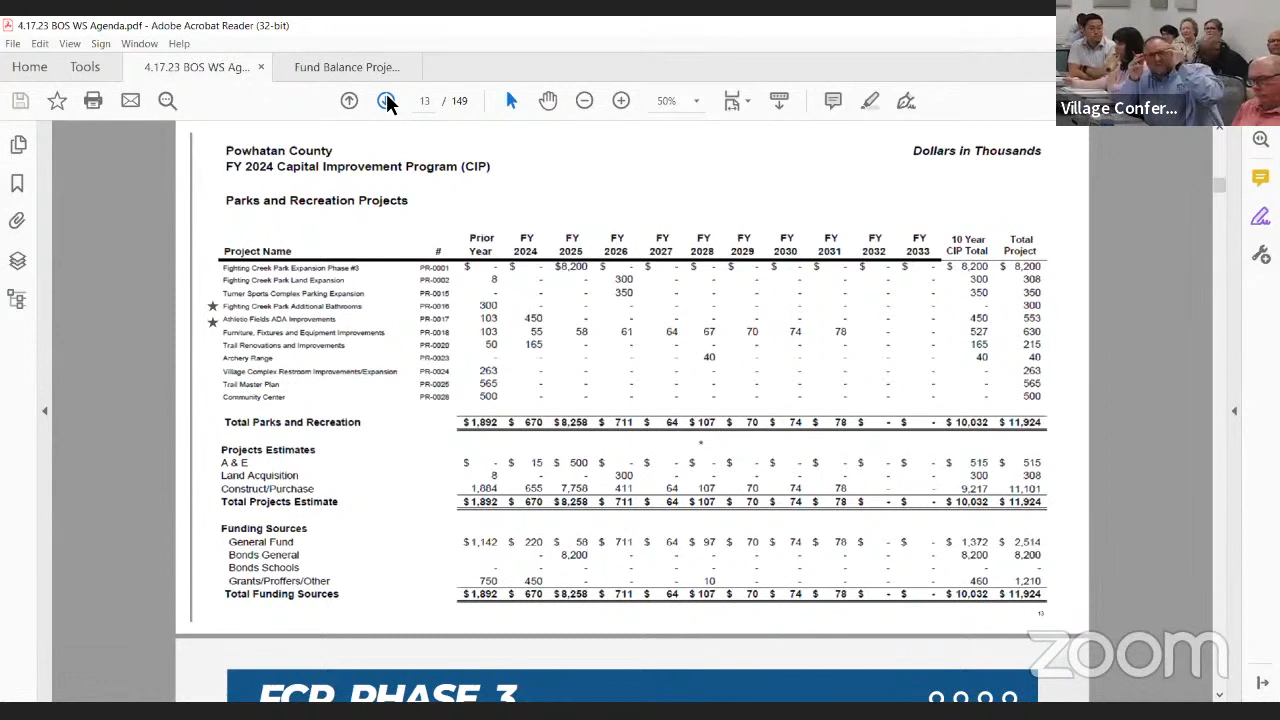 4.17.23 BOS WS Agenda.pdf - Adobe Acrobat Reader (32-bit)
File Edit View Sign Window Help
Home Tools 4.17.23 BOS WS Ag... × Fund Balance Proje...
13 / 149 50%
Village Confer...
Powhatan County Dollars in Thousands
FY 2024 Capital Improvement Program (CIP)
Parks and Recreation Projects
Prior FY FY FY FY FY FY FY FY FY FY 10 Year Total
Project Name # Year 2024 2025 2026 2027 2028 2029 2030 2031 2032 2033 CIP Total Project
Fighting Creek Park Expansion Phase #3 PR-0001 $ - $ - $8,200 $ - $ - $ - $ - $ - $ - $ - $ - $ 8,200 $ 8,200
Fighting Creek Park Land Expansion PR-0002 8 - - 300 - - - - - - - 300 308
Turner Sports Complex Parking Expansion PR-0015 - - - 350 - - - - - - - 350 350
★ Fighting Creek Park Additional Bathrooms PR-0016 300 - - - - - - - - - - - 300
★ Athletic Fields ADA Improvements PR-0017 103 450 - - - - - - - - - 450 553
Furniture, Fixtures and Equipment Improvements PR-0018 103 55 58 61 64 67 70 74 78 - - 527 630
Trail Renovations and Improvements PR-0020 50 165 - - - - - - - - - 165 215
Archery Range PR-0023 - - - - - 40 - - - - - 40 40
Village Complex Restroom Improvements/Expansion PR-0024 263 - - - - - - - - - - - 263
Trail Master Plan PR-0025 565 - - - - - - - - - - - 565
Community Center PR-0028 500 - - - - - - - - - - - 500
Total Parks and Recreation $1,892 $ 670 $8,258 $ 711 $ 64 $ 107 $ 70 $ 74 $ 78 $ - $ - $ 10,032 $ 11,924
*
Projects Estimates
A & E $ - $ 15 $ 500 $ - $ - $ - $ - $ - $ - $ - $ - $ 515 $ 515
Land Acquisition 8 - - 300 - - - - - - - 300 308
Construct/Purchase 1,884 655 7,758 411 64 107 70 74 78 - - 9,217 11,101
Total Projects Estimate $1,892 $ 670 $8,258 $ 711 $ 64 $ 107 $ 70 $ 74 $ 78 $ - $ - $ 10,032 $ 11,924
Funding Sources
General Fund $1,142 $ 220 $ 58 $ 711 $ 64 $ 97 $ 70 $ 74 $ 78 $ - $ - $ 1,372 $ 2,514
Bonds General - 8,200 - - - - - - - - 8,200 8,200
Bonds Schools - - - - - - - - - - - - -
Grants/Proffers/Other 750 450 - - - 10 - - - - - 460 1,210
Total Funding Sources $1,892 $ 670 $8,258 $ 711 $ 64 $ 107 $ 70 $ 74 $ 78 $ - $ - $ 10,032 $ 11,924
13
zoom
FCP PHASE 3